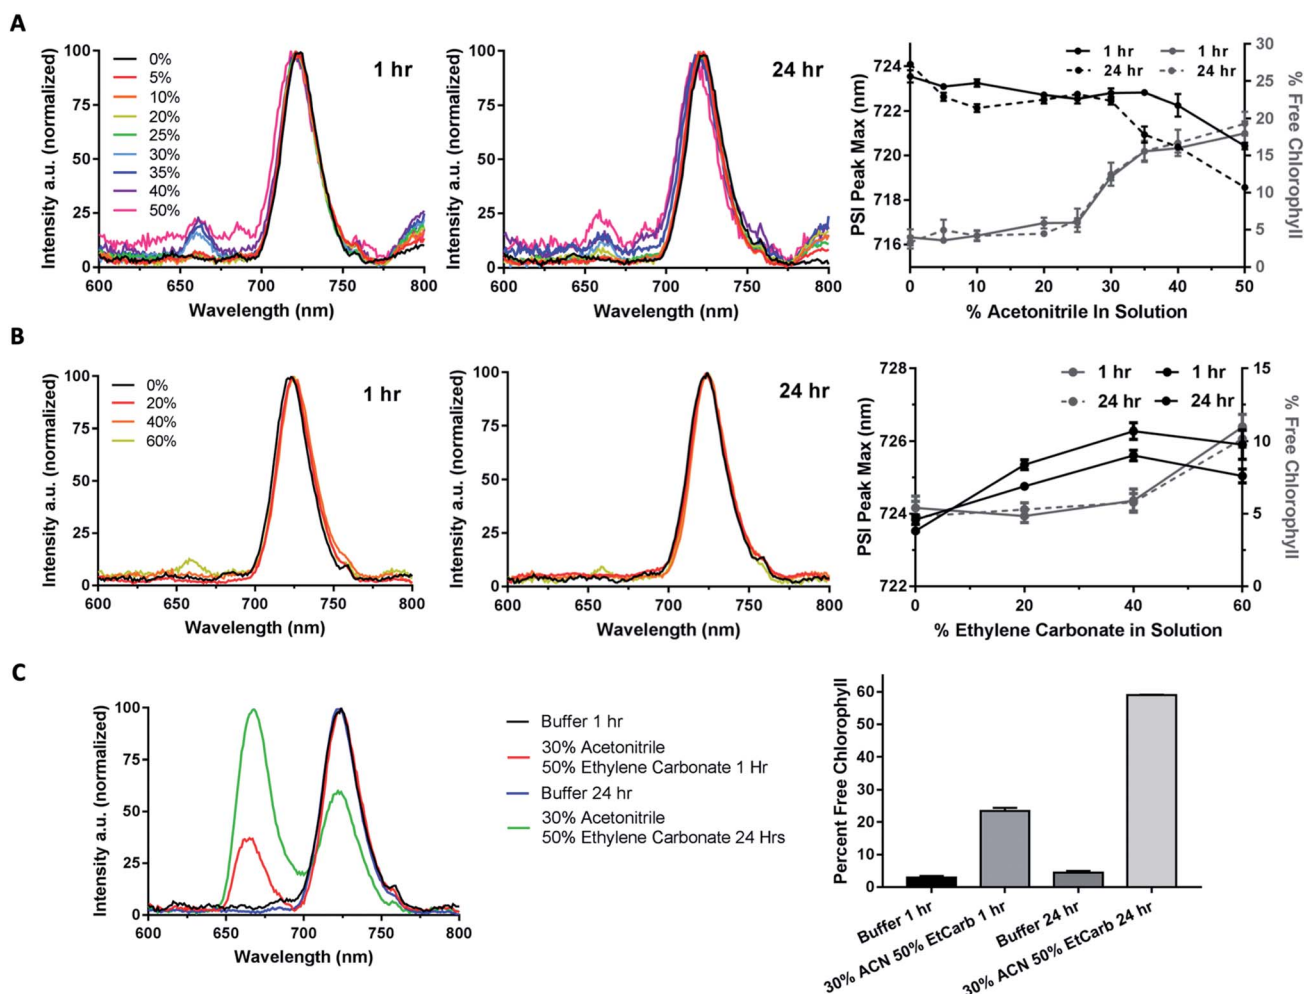 A
Intensity a.u. (normalized)
100
75
50
25
0
600
650
700
750
800
Wavelength (nm)
0%
5%
10%
20%
25%
30%
35%
40%
50%
1 hr
Intensity a.u. (normalized)
100
75
50
25
0
600
650
700
750
800
Wavelength (nm)
24 hr
PSI Peak Max (nm)
724
722
720
718
716
1 hr
1 hr
24 hr
24 hr
30
25
20
15
10
5
0
% Free Chlorophyll
0
10
20
30
40
50
% Acetonitrile In Solution
B
Intensity a.u. (normalized)
100
75
50
25
0
600
650
700
750
800
Wavelength (nm)
0%
20%
40%
60%
1 hr
Intensity a.u. (normalized)
100
75
50
25
0
600
650
700
750
800
Wavelength (nm)
24 hr
PSI Peak Max (nm)
728
726
724
722
1 hr
1 hr
24 hr
24 hr
15
10
5
0
% Free Chlorophyll
0
20
40
60
% Ethylene Carbonate in Solution
C
Intensity a.u. (normalized)
100
75
50
25
0
600
650
700
750
800
Wavelength (nm)
Buffer 1 hr
30% Acetonitrile
50% Ethylene Carbonate 1 Hr
Buffer 24 hr
30% Acetonitrile
50% Ethylene Carbonate 24 Hrs
Percent Free Chlorophyll
60
50
40
30
20
10
0
Buffer 1 hr
30% ACN 50% EtCarb 1 hr
Buffer 24 hr
30% ACN 50% EtCarb 24 hr